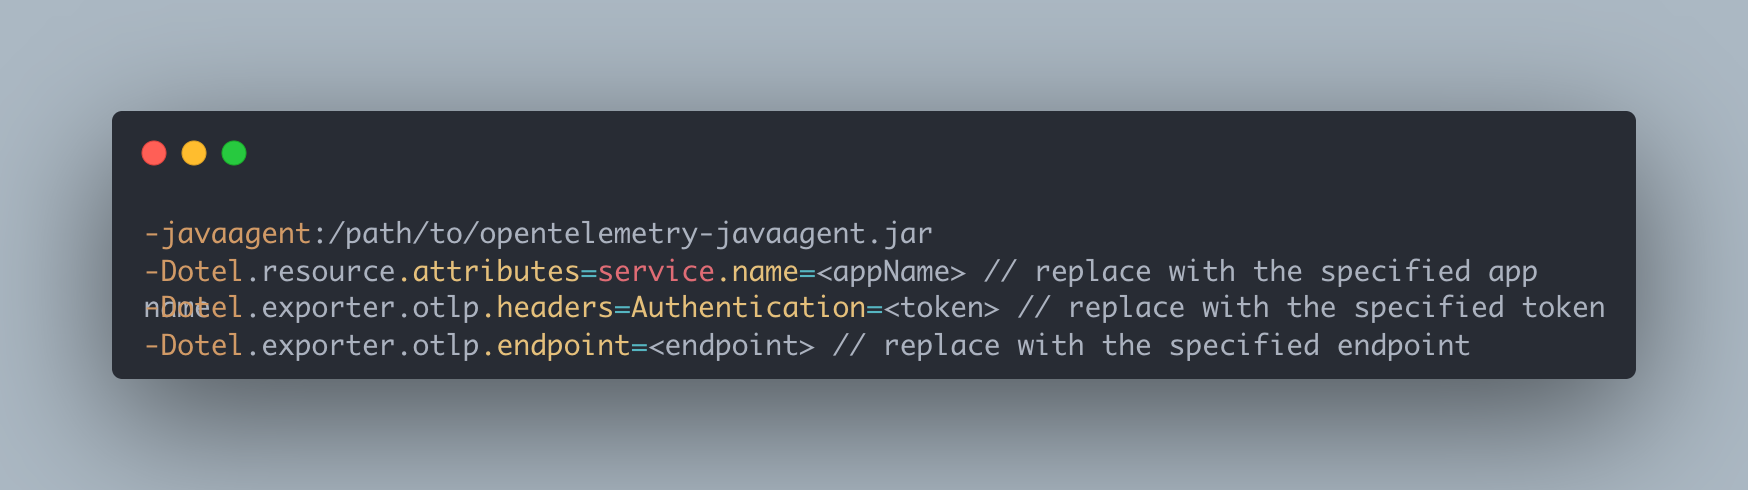 -javaagent:/path/to/opentelemetry-javaagent.jar
-Dotel.resource.attributes=service.name=<appName> // replace with the specified app
name
-Dotel.exporter.otlp.headers=Authentication=<token> // replace with the specified token
-Dotel.exporter.otlp.endpoint=<endpoint> // replace with the specified endpoint